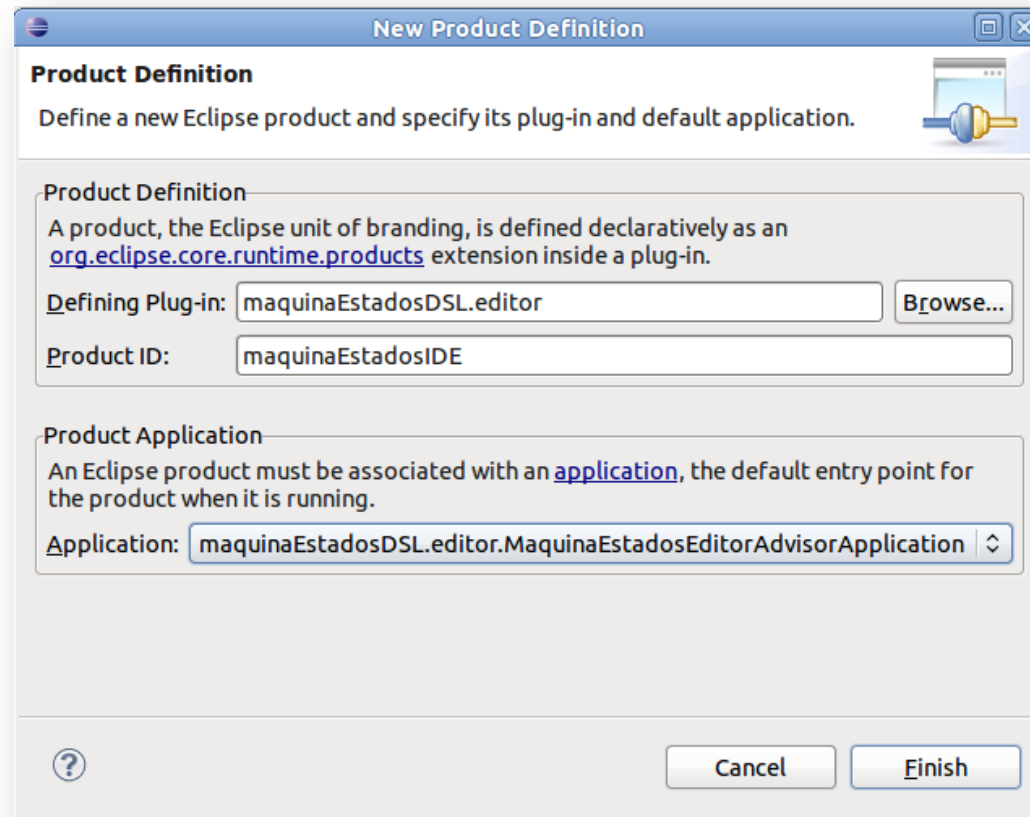 New Product Definition
Product Definition
Define a new Eclipse product and specify its plug-in and default application.
Product Definition
A product, the Eclipse unit of branding, is defined declaratively as an
org.eclipse.core.runtime.products extension inside a plug-in.
Defining Plug-in: maquinaEstadosDSL.editor Browse...
Product ID: maquinaEstadosIDE
Product Application
An Eclipse product must be associated with an application, the default entry point for
the product when it is running.
Application: maquinaEstadosDSL.editor.MaquinaEstadosEditorAdvisorApplication
? Cancel Finish